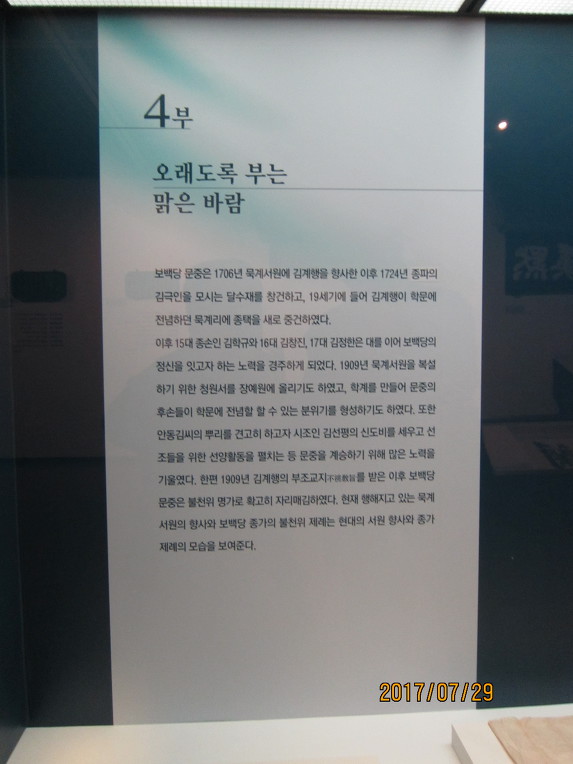 4부
오래도록 부는
맑은 바람
보백당 문중은 1706년 묵계서원에 김계행을 향사한 이후 1724년 종파의
김극인을 모시는 달수재를 창건하고, 19세기에 들어 김계행이 학문에
전념하던 묵계리에 종택을 새로 중건하였다.
이후 15대 종손인 김학규와 16대 김창진, 17대 김정한은 대를 이어 보백당의
정신을 잇고자 하는 노력을 경주하게 되었다. 1909년 묵계서원을 복설
하기 위한 청원서를 장예원에 올리기도 하였고, 학계를 만들어 문중의
후손들이 학문에 전념할 할 수 있는 분위기를 형성하기도 하였다. 또한
안동김씨의 뿌리를 견고히 하고자 시조인 김선평의 신도비를 세우고 선
조들을 위한 선양활동을 펼치는 등 문중을 계승하기 위해 많은 노력을
기울였다. 한편 1909년 김계행의 부조교지不祧敎旨를 받은 이후 보백당
문중은 불천위 명가로 확고히 자리매김하였다. 현재 행해지고 있는 묵계
서원의 향사와 보백당 종가의 불천위 제례는 현대의 서원 향사와 종가
제례의 모습을 보여준다.
2017/07/29